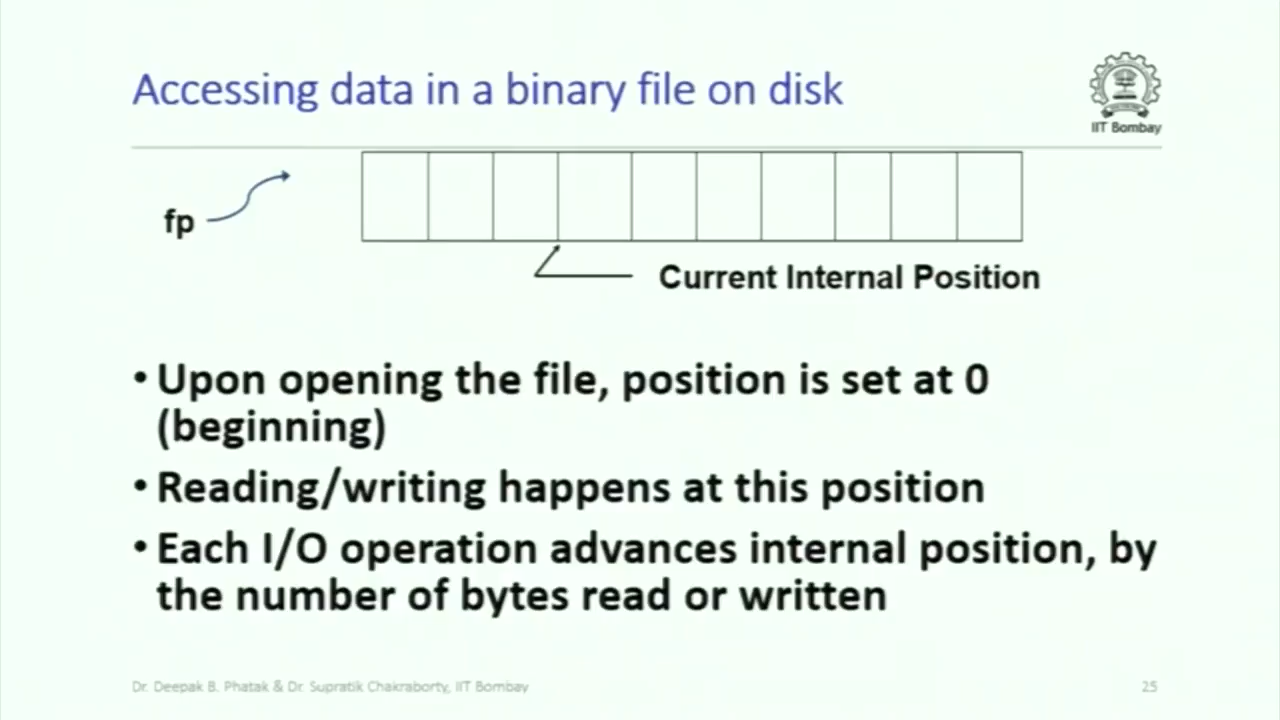 Accessing data in a binary file on disk
IIT Bombay
fp
Current Internal Position
• Upon opening the file, position is set at 0
(beginning)
• Reading/writing happens at this position
• Each I/O operation advances internal position, by
the number of bytes read or written
Dr. Deepak B. Phatak & Dr. Supratik Chakraborty, IIT Bombay
25